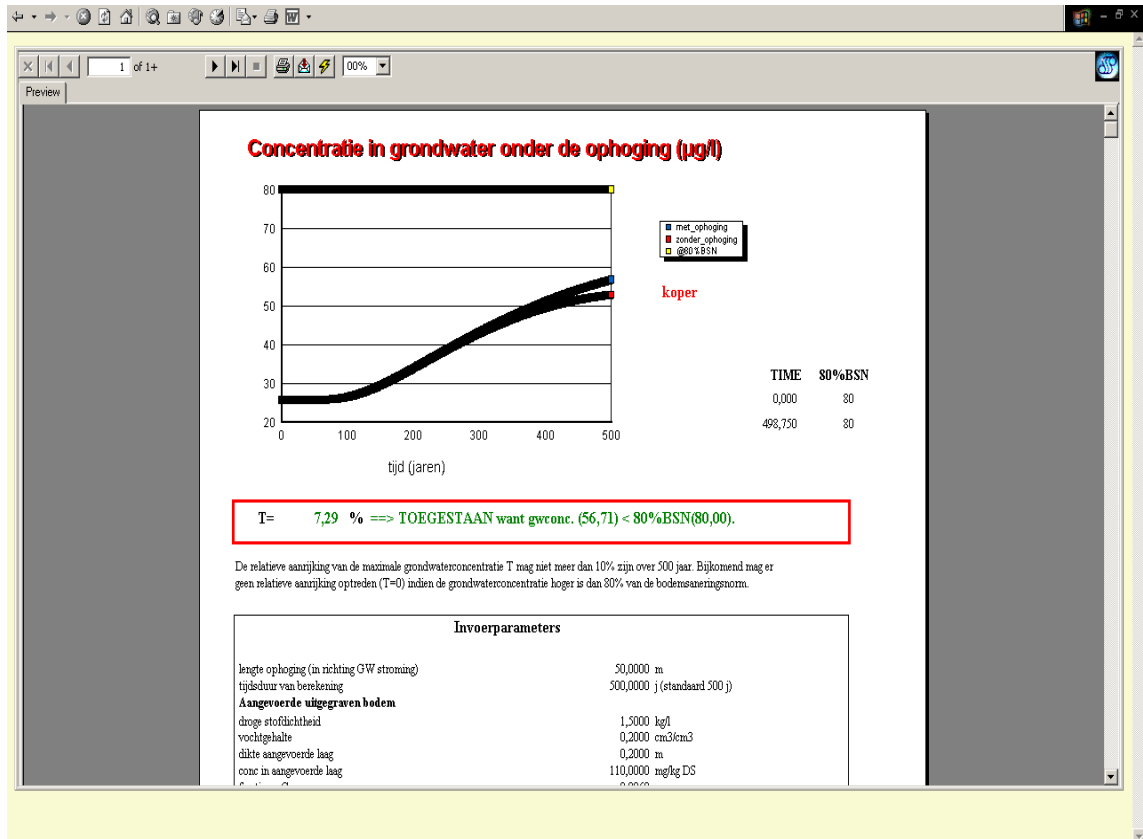 1 of 1+
00%
Preview
Concentratie in grondwater onder de ophoging (µg/l)
80
70
60
50
40
30
20
0 100 200 300 400 500
tijd (jaren)
met_ophoging
zonder_ophoging
@80%BSN
koper
TIME 80%BSN
0,000 80
498,750 80
T= 7,29 % ==> TOEGESTAAN want gwconc. (56,71) < 80%BSN(80,00).
De relatieve aanrijking van de maximale grondwaterconcentratie T mag niet meer dan 10% zijn over 500 jaar. Bijkomend mag er
geen relatieve aanrijking optreden (T=0) indien de grondwaterconcentratie hoger is dan 80% van de bodemsaneringsnorm.
Invoerparameters
lengte ophoging (in richting GW stroming) 50,0000 m
tijdsduur van berekening 500,0000 j (standaard 500 j)
Aangevoerde uitgegraven bodem
droge stofdichtheid 1,5000 kg/l
vochtgehalte 0,2000 cm3/cm3
dikte aangevoerde laag 0,2000 m
conc in aangevoerde laag 110,0000 mg/kg DS